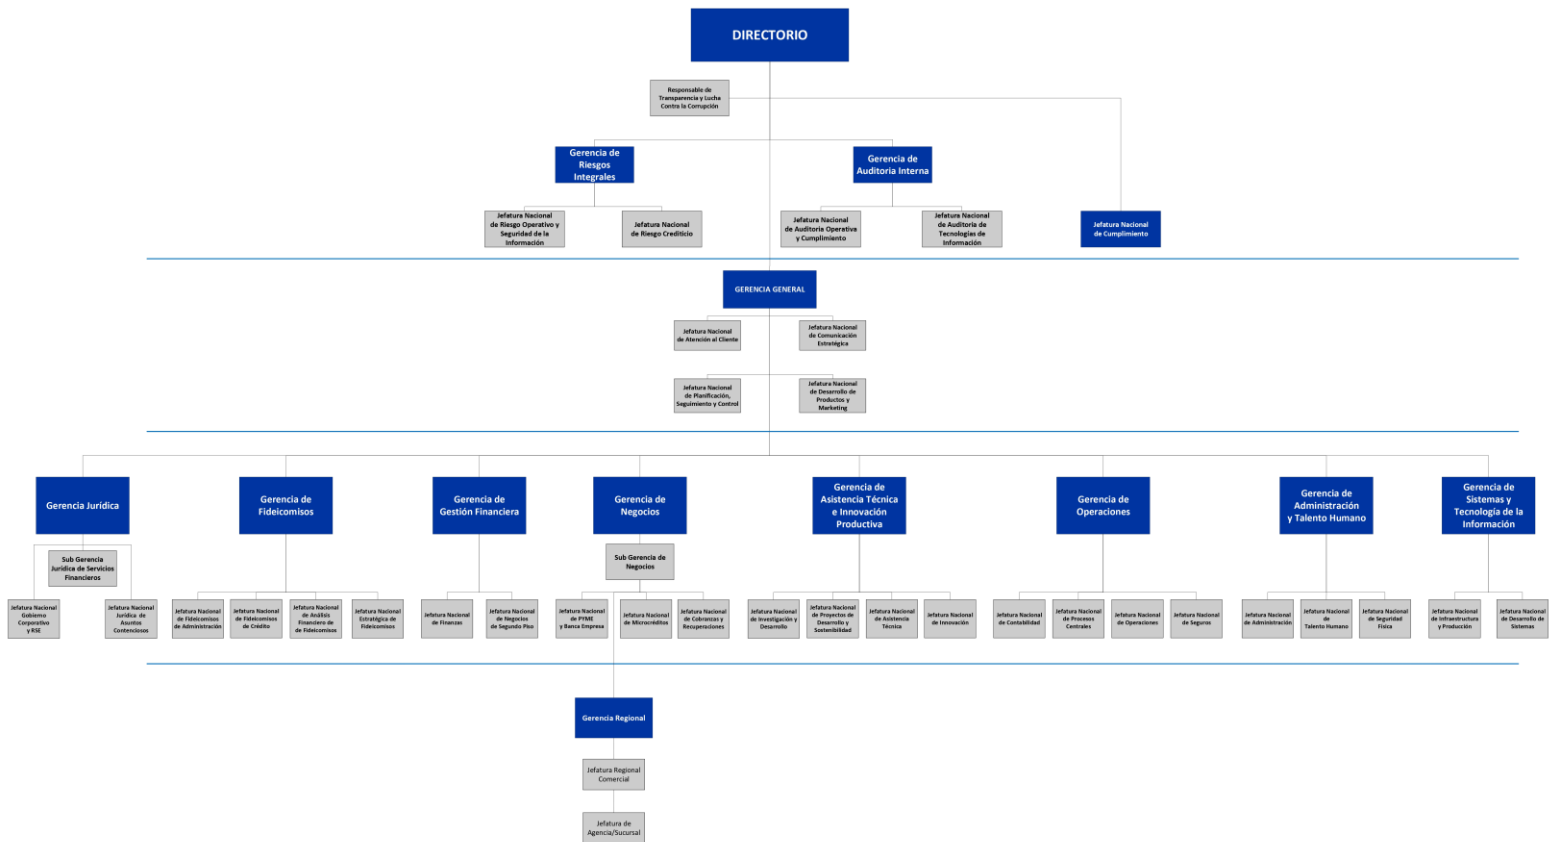 DIRECTORIO
Responsable de
Transparencia y Lucha
Contra la Corrupción
Gerencia de
Riesgos
Integrales
Gerencia de
Auditoria Interna
Jefatura Nacional
de Riesgo Operativo y
Seguridad de la
Información
Jefatura Nacional
de Riesgo Crediticio
Jefatura Nacional
de Auditoria Operativa
y Cumplimiento
Jefatura Nacional
de Auditoria de
Tecnologías de
Información
Jefatura Nacional
de Cumplimiento
GERENCIA GENERAL
Jefatura Nacional
de Atención al Cliente
Jefatura Nacional
de Comunicación
Estratégica
Jefatura Nacional
de Planificación,
Seguimiento y Control
Jefatura Nacional
de Desarrollo de
Productos y
Marketing
Gerencia Jurídica
Gerencia de
Fideicomisos
Gerencia de
Gestión Financiera
Gerencia de
Negocios
Gerencia de
Asistencia Técnica
e Innovación
Productiva
Gerencia de
Operaciones
Gerencia de
Administración
y Talento Humano
Gerencia de
Sistemas y
Tecnología de la
Información
Sub Gerencia
Jurídica de Servicios
Financieros
Sub Gerencia de
Negocios
Jefatura Nacional
Gobierno
Corporativo
y RSE
Jefatura Nacional
Jurídica de
Asuntos
Contenciosos
Jefatura Nacional
de Fideicomisos
de Administración
Jefatura Nacional
de Fideicomisos
de Crédito
Jefatura Nacional
de Análisis
Financiero de
de Fideicomisos
Jefatura Nacional
Estratégica de
Fideicomisos
Jefatura Nacional
de Finanzas
Jefatura Nacional
de Negocios
de Segundo Piso
Jefatura Nacional
de PYME
y Banca Empresa
Jefatura Nacional
de Microcréditos
Jefatura Nacional
de Cobranzas y
Recuperaciones
Jefatura Nacional
de Investigación y
Desarrollo
Jefatura Nacional
de Proyectos de
Desarrollo y
Sostenibilidad
Jefatura Nacional
de Asistencia
Técnica
Jefatura Nacional
de Innovación
Jefatura Nacional
de Contabilidad
Jefatura Nacional
de Procesos
Centrales
Jefatura Nacional
de Operaciones
Jefatura Nacional
de Seguros
Jefatura Nacional
de Administración
Jefatura Nacional
de
Talento Humano
Jefatura Nacional
de Seguridad
Física
Jefatura Nacional
de Infraestructura
y Producción
Jefatura Nacional
de Desarrollo de
Sistemas
Gerencia Regional
Jefatura Regional
Comercial
Jefatura de
Agencia/Sucursal